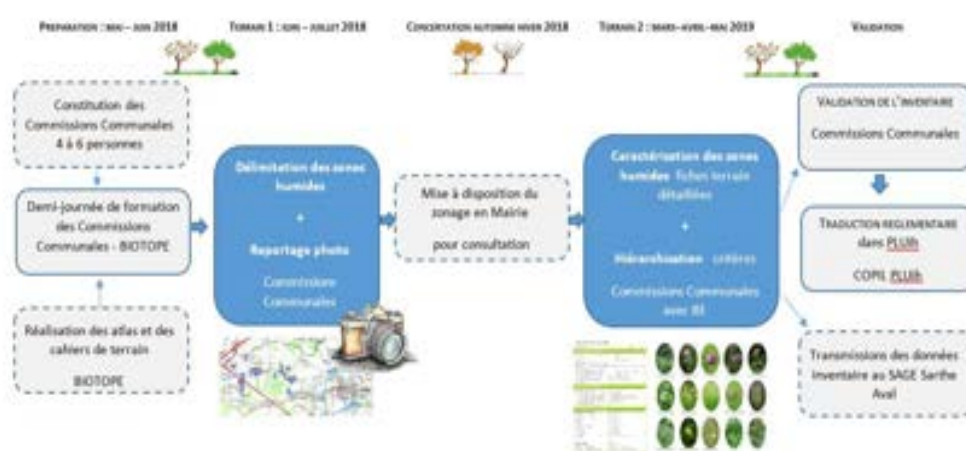 PREPARATION : MAI – JUIN 2018
TERRAIN 1 : JUIN – JUILLET 2018
CONCERTATION AUTOMNE HIVER 2018
TERRAIN 2 : MARS–AVRIL–MAI 2019
VALIDATION
Constitution des
Commissions Communales
4 à 6 personnes
Demi-journée de formation
des Commissions
Communales - BIOTOPE
Réalisation des atlas et des
cahiers de terrain
BIOTOPE
Délimitation des zones
humides
+
Reportage photo
Commissions
Communales
Mise à disposition du
zonage en Mairie
pour consultation
Caractérisation des zones
humides fiches terrain
détaillées
+
Hiérarchisation critères
Commissions Communales
avec BE
VALIDATION DE L'INVENTAIRE
Commissions Communales
TRADUCTION REGLEMENTAIRE
dans PLUih
COPIL PLUih
Transmissions des données
inventaire au SAGE Sarthe
Aval